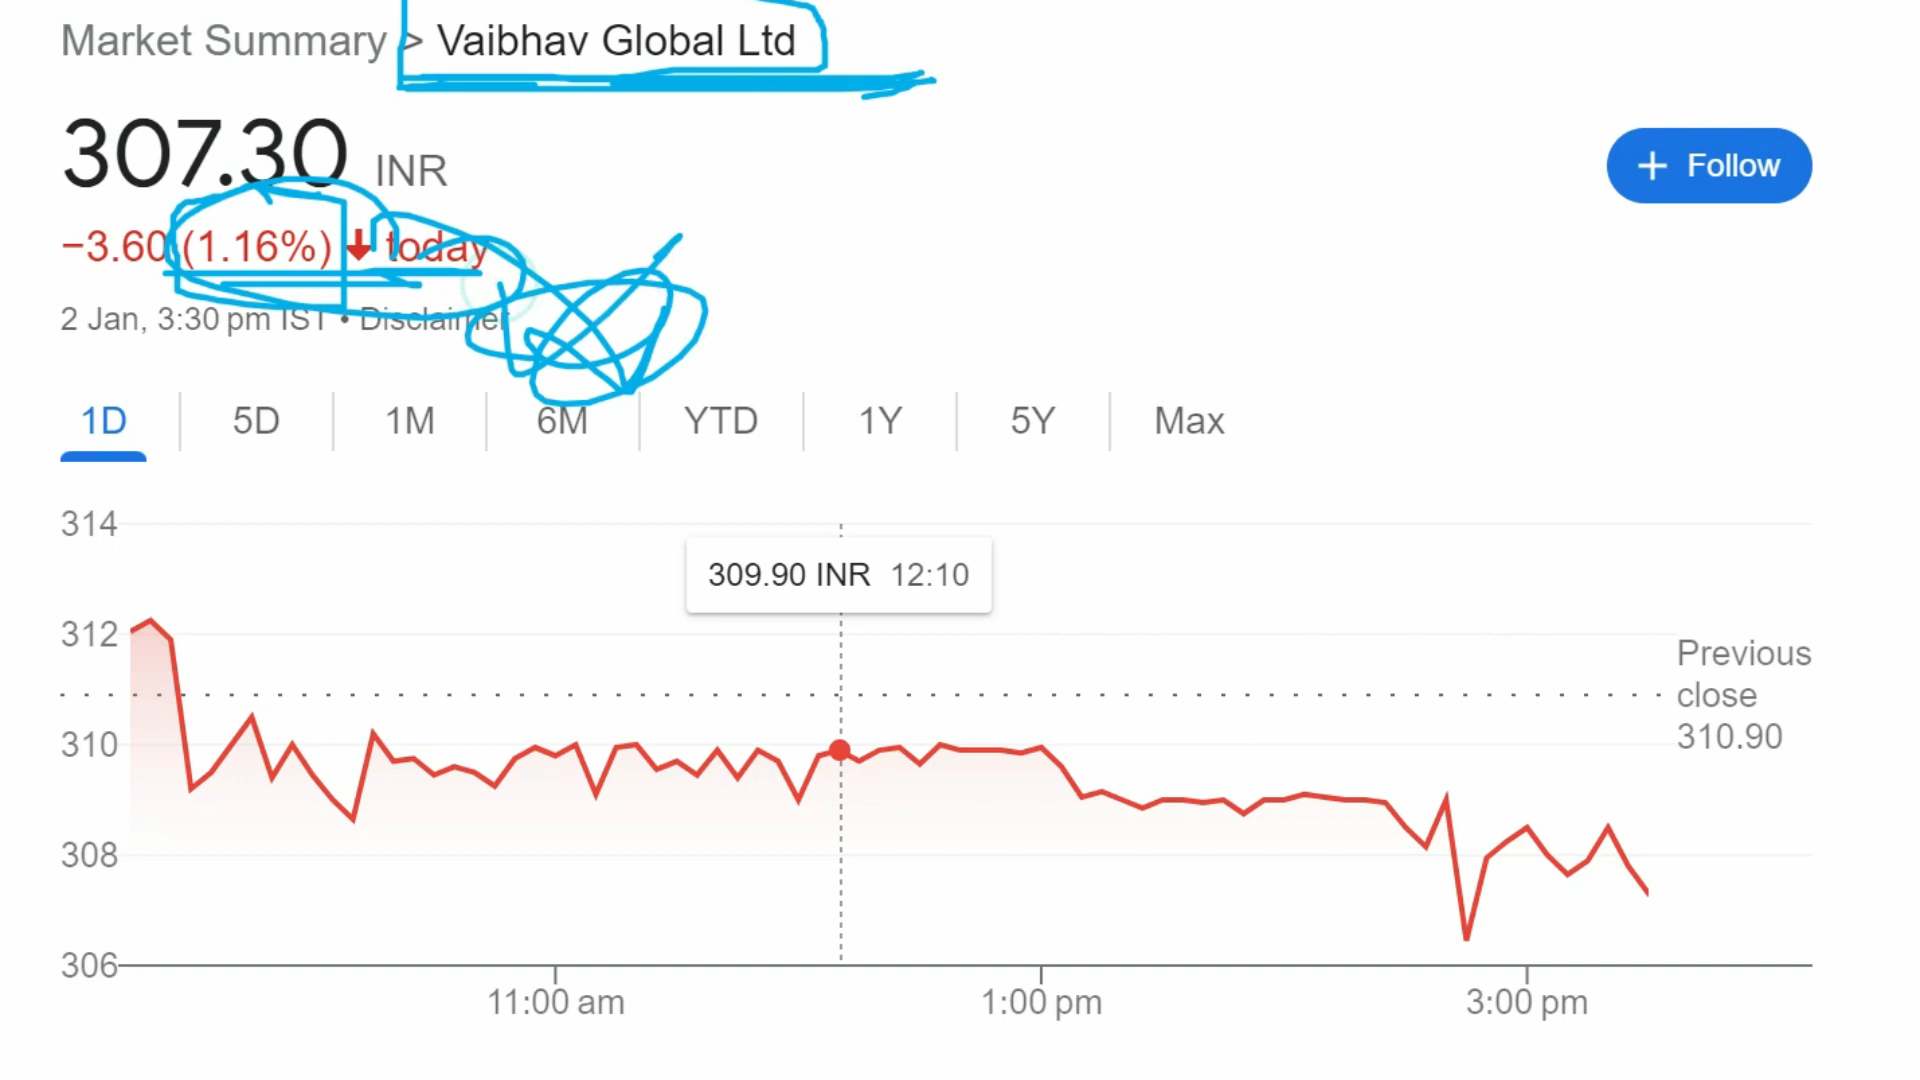 Market Summary > Vaibhav Global Ltd
307.30 INR
+ Follow
−3.60 (1.16%) ↓ today
2 Jan, 3:30 pm IST • Disclaimer
1D 5D 1M 6M YTD 1Y 5Y Max
314
309.90 INR 12:10
312
Previous
close
310.90
310
308
306
11:00 am 1:00 pm 3:00 pm